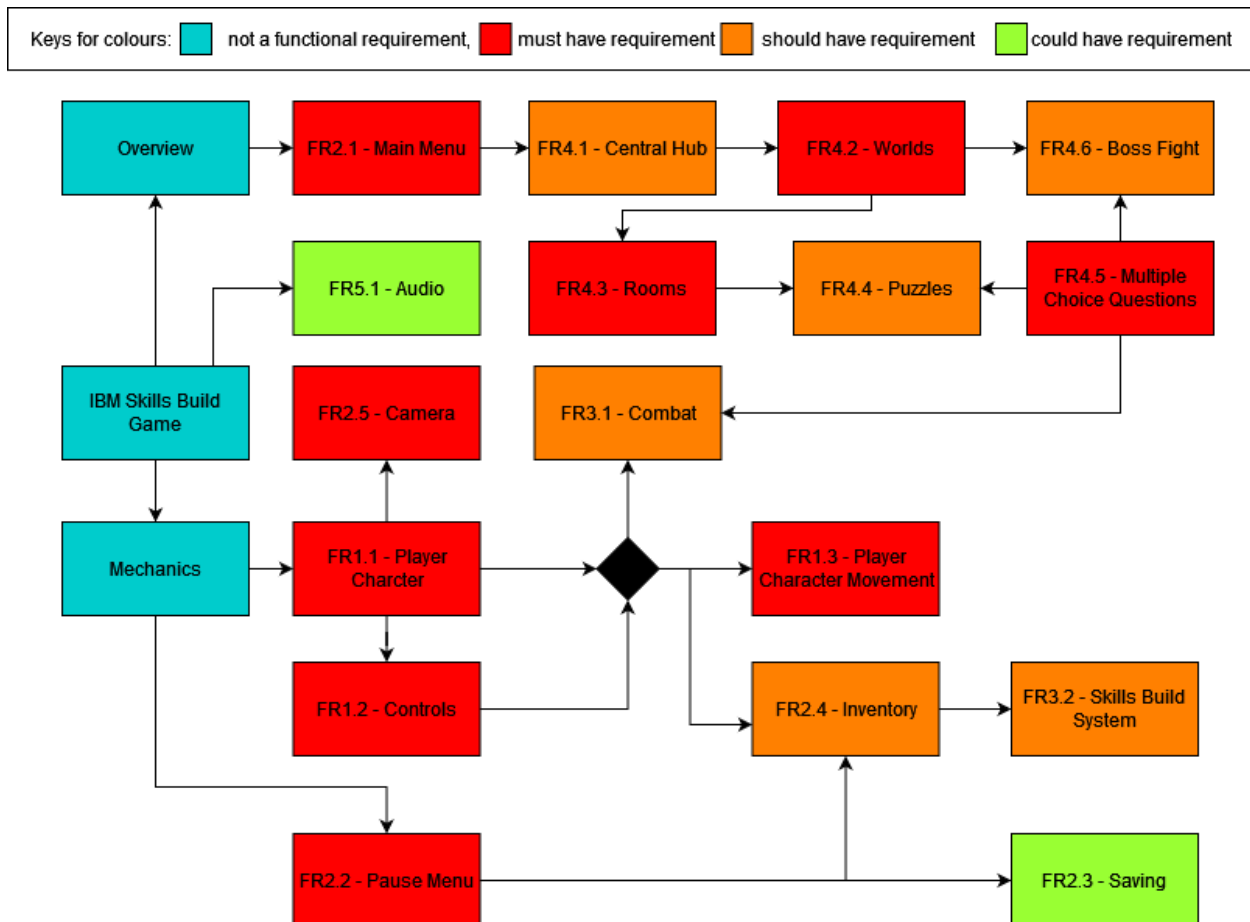 Keys for colours: not a functional requirement, must have requirement should have requirement could have requirement
Overview
FR2.1 - Main Menu
FR4.1 - Central Hub
FR4.2 - Worlds
FR4.6 - Boss Fight
FR5.1 - Audio
FR4.3 - Rooms
FR4.4 - Puzzles
FR4.5 - Multiple
Choice Questions
IBM Skills Build
Game
FR2.5 - Camera
FR3.1 - Combat
Mechanics
FR1.1 - Player
Charcter
FR1.3 - Player
Character Movement
FR1.2 - Controls
FR2.4 - Inventory
FR3.2 - Skills Build
System
FR2.2 - Pause Menu
FR2.3 - Saving